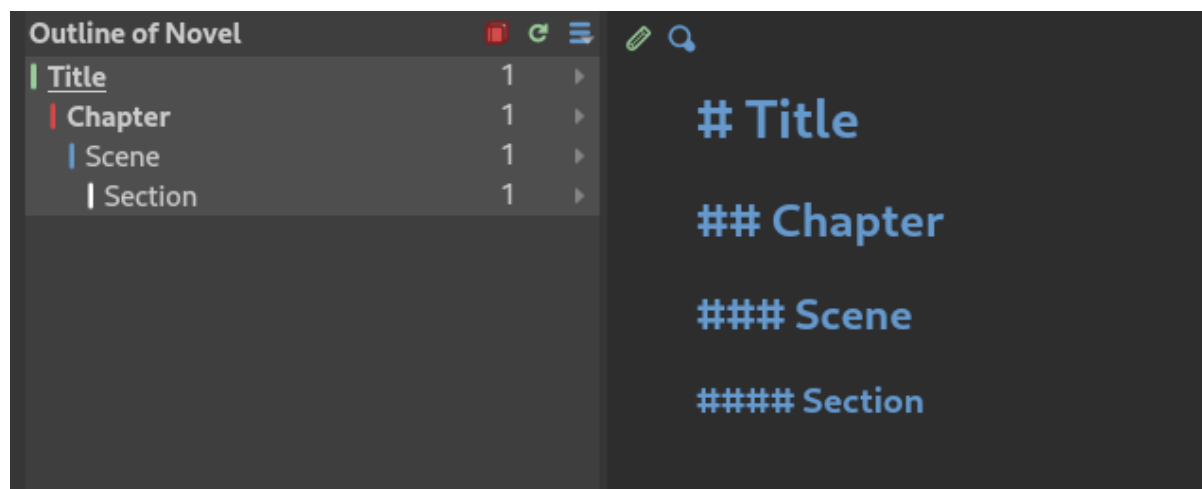 Outline of Novel
Title 1
Chapter 1
Scene 1
Section 1
# Title
## Chapter
### Scene
#### Section